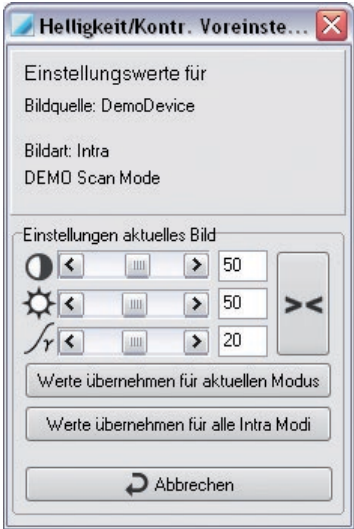 Helligkeit/Kontr. Voreinste...
Einstellungswerte für
Bildquelle: DemoDevice
Bildart: Intra
DEMO Scan Mode
Einstellungen aktuelles Bild
50
50
> <
γ 20
Werte übernehmen für aktuellen Modus
Werte übernehmen für alle Intra Modi
Abbrechen